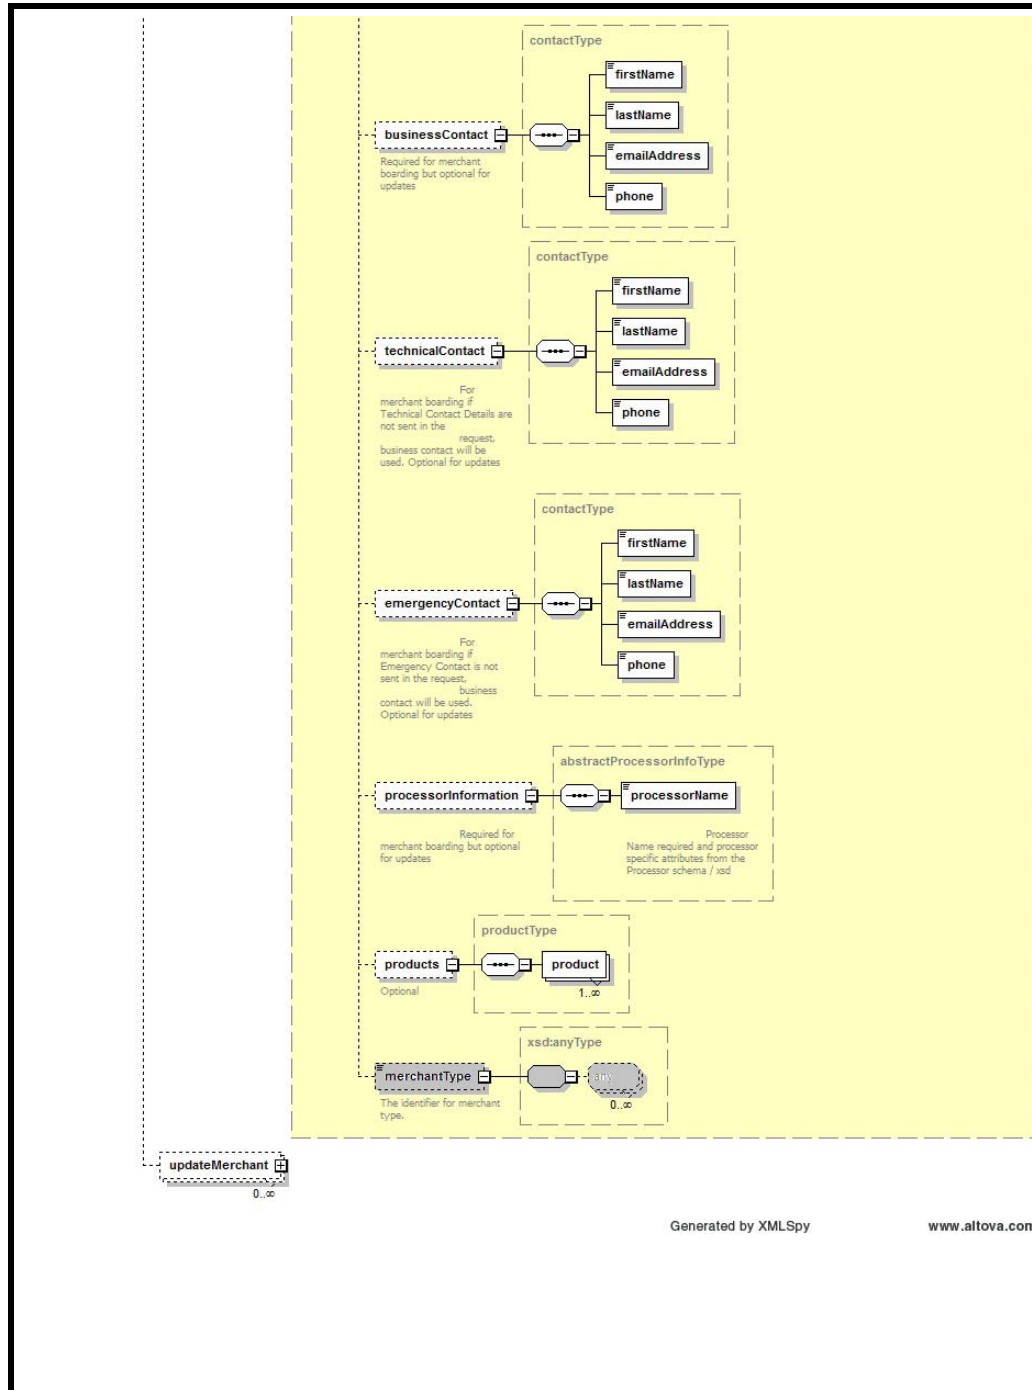 contactType
firstName
lastName
businessContact
emailAddress
Required for merchant
boarding but optional for
updates
phone
contactType
firstName
lastName
technicalContact
emailAddress
For
merchant boarding if
Technical Contact Details are
not sent in the
request,
business contact will be
used. Optional for updates
phone
contactType
firstName
lastName
emergencyContact
emailAddress
For
merchant boarding if
Emergency Contact is not
sent in the request,
business
contact will be used.
Optional for updates
phone
abstractProcessorInfoType
processorInformation
processorName
Required for
merchant boarding but optional
for updates
Processor
Name required and processor
specific attributes from the
Processor schema / xsd
productType
products
product
Optional
1..∞
xsd:anyType
merchantType
any
The identifier for merchant
type.
0..∞
updateMerchant
0..∞
Generated by XMLSpy
www.altova.com